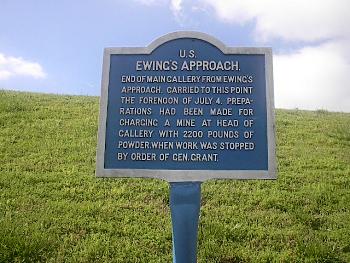 U.S.
EWING'S APPROACH.
END OF MAIN GALLERY FROM EWING'S
APPROACH. CARRIED TO THIS POINT
THE FORENOON OF JULY 4. PREPA-
RATIONS HAD BEEN MADE FOR
CHARGING A MINE AT HEAD OF
GALLERY WITH 2200 POUNDS OF
POWDER, WHEN WORK WAS STOPPED
BY ORDER OF GEN. GRANT.